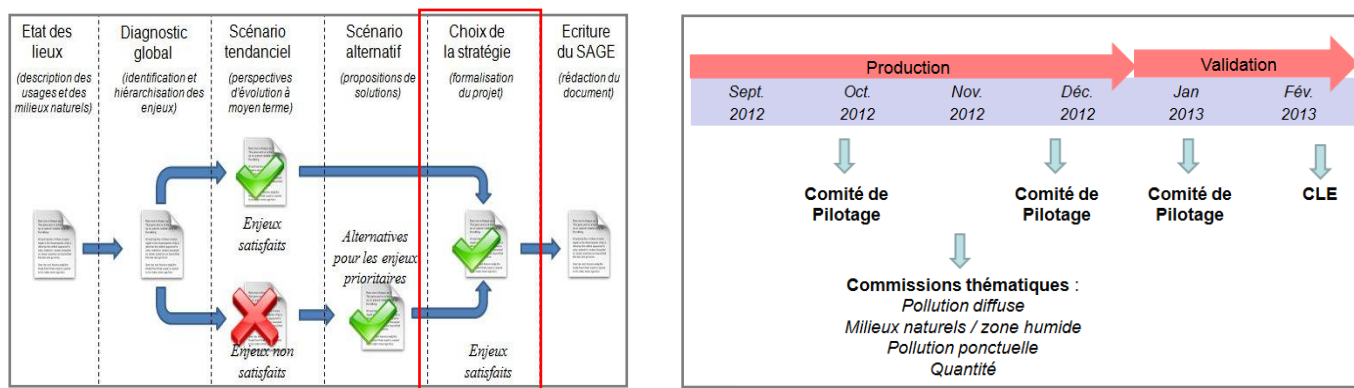 Etat des
lieux
(description des
usages et des
milieux naturels)
Diagnostic
global
(identification et
hiérarchisation des
enjeux)
Scénario
tendanciel
(perspectives
d'évolution à
moyen terme)
Scénario
alternatif
(propositions de
solutions)
Choix de
la stratégie
(formalisation
du projet)
Ecriture
du SAGE
(rédaction du
document)
Enjeux
satisfaits
Alternatives
pour les enjeux
prioritaires
Enjeux non
satisfaits
Enjeux
satisfaits
Production
Validation
Sept.
2012
Oct.
2012
Nov.
2012
Déc.
2012
Jan
2013
Fév.
2013
Comité de
Pilotage
Comité de
Pilotage
Comité de
Pilotage
CLE
Commissions thématiques :
Pollution diffuse
Milieux naturels / zone humide
Pollution ponctuelle
Quantité